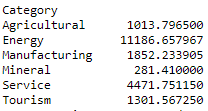 Category
Agricultural 1013.796500
Energy 11186.657967
Manufacturing 1852.233905
Mineral 281.410000
Service 4471.751150
Tourism 1301.567250